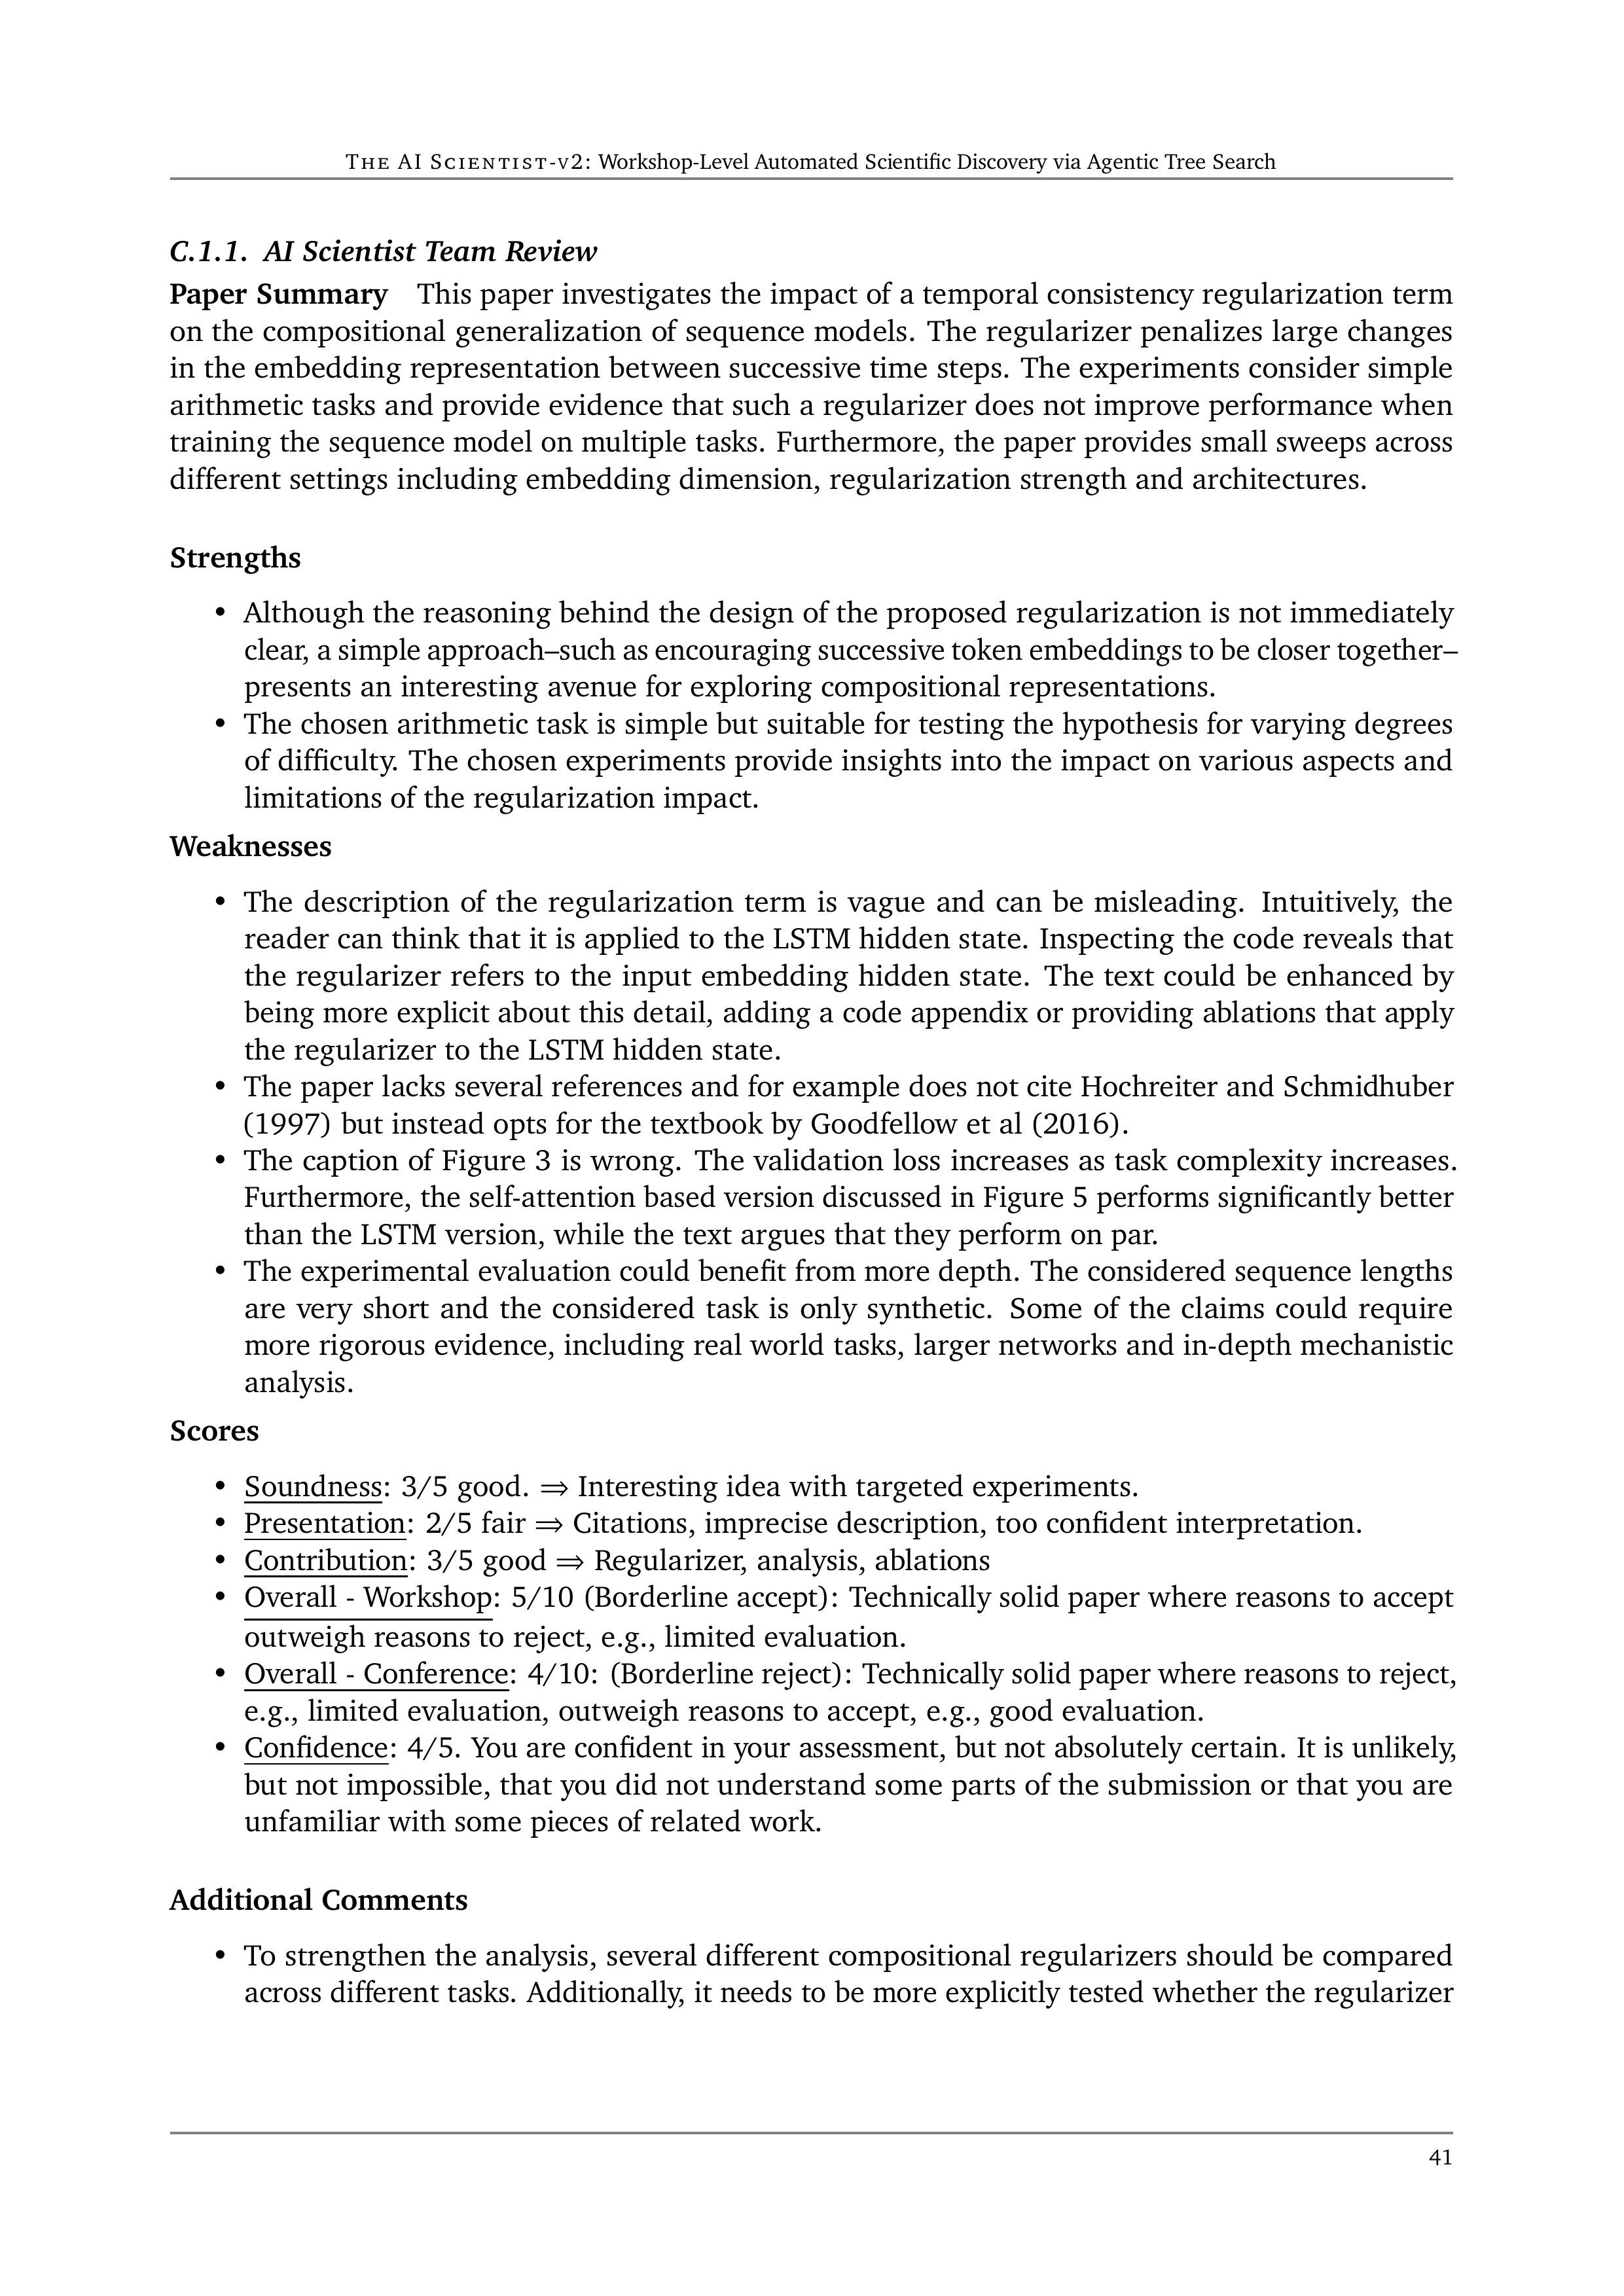 THE AI SCIENTIST-V2: Workshop-Level Automated Scientific Discovery via Agentic Tree Search
C.1.1. AI Scientist Team Review
Paper Summary This paper investigates the impact of a temporal consistency regularization term
on the compositional generalization of sequence models. The regularizer penalizes large changes
in the embedding representation between successive time steps. The experiments consider simple
arithmetic tasks and provide evidence that such a regularizer does not improve performance when
training the sequence model on multiple tasks. Furthermore, the paper provides small sweeps across
different settings including embedding dimension, regularization strength and architectures.
Strengths
• Although the reasoning behind the design of the proposed regularization is not immediately
clear, a simple approach–such as encouraging successive token embeddings to be closer together–
presents an interesting avenue for exploring compositional representations.
• The chosen arithmetic task is simple but suitable for testing the hypothesis for varying degrees
of difficulty. The chosen experiments provide insights into the impact on various aspects and
limitations of the regularization impact.
Weaknesses
• The description of the regularization term is vague and can be misleading. Intuitively, the
reader can think that it is applied to the LSTM hidden state. Inspecting the code reveals that
the regularizer refers to the input embedding hidden state. The text could be enhanced by
being more explicit about this detail, adding a code appendix or providing ablations that apply
the regularizer to the LSTM hidden state.
• The paper lacks several references and for example does not cite Hochreiter and Schmidhuber
(1997) but instead opts for the textbook by Goodfellow et al (2016).
• The caption of Figure 3 is wrong. The validation loss increases as task complexity increases.
Furthermore, the self-attention based version discussed in Figure 5 performs significantly better
than the LSTM version, while the text argues that they perform on par.
• The experimental evaluation could benefit from more depth. The considered sequence lengths
are very short and the considered task is only synthetic. Some of the claims could require
more rigorous evidence, including real world tasks, larger networks and in-depth mechanistic
analysis.
Scores
• Soundness: 3/5 good. ⇒ Interesting idea with targeted experiments.
• Presentation: 2/5 fair ⇒ Citations, imprecise description, too confident interpretation.
• Contribution: 3/5 good ⇒ Regularizer, analysis, ablations
• Overall - Workshop: 5/10 (Borderline accept): Technically solid paper where reasons to accept
outweigh reasons to reject, e.g., limited evaluation.
• Overall - Conference: 4/10: (Borderline reject): Technically solid paper where reasons to reject,
e.g., limited evaluation, outweigh reasons to accept, e.g., good evaluation.
• Confidence: 4/5. You are confident in your assessment, but not absolutely certain. It is unlikely,
but not impossible, that you did not understand some parts of the submission or that you are
unfamiliar with some pieces of related work.
Additional Comments
• To strengthen the analysis, several different compositional regularizers should be compared
across different tasks. Additionally, it needs to be more explicitly tested whether the regularizer
41